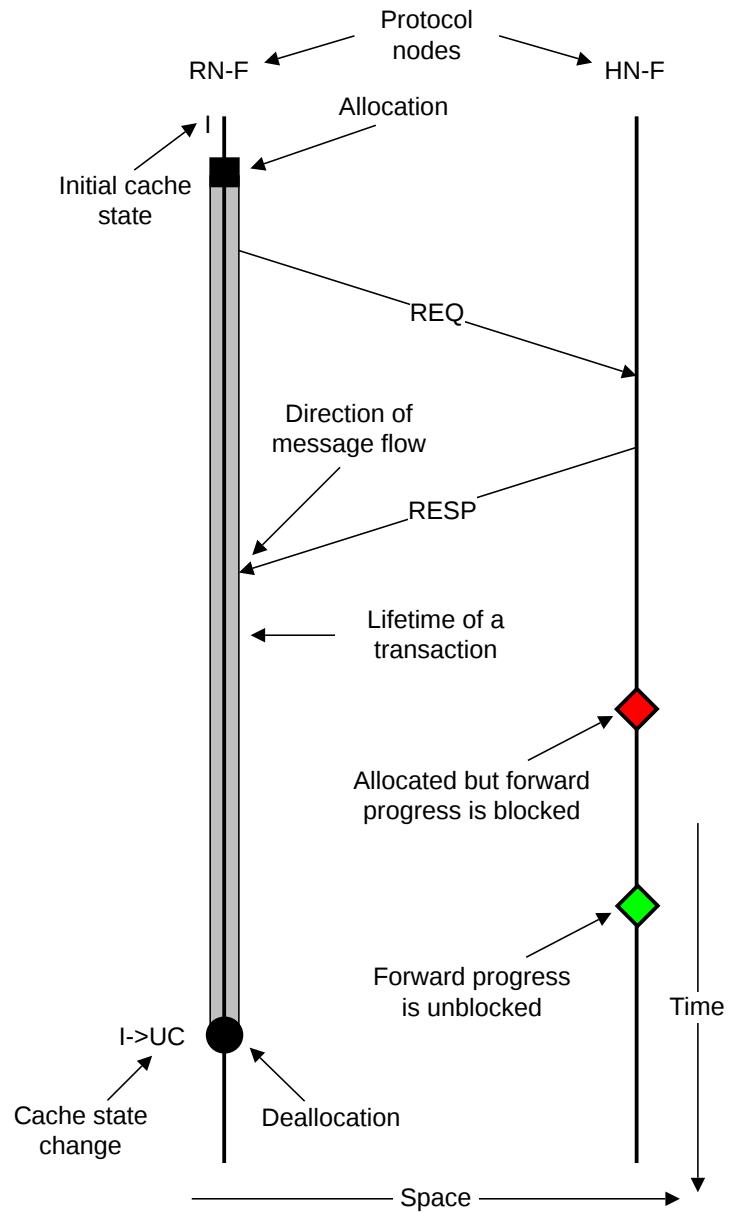 Protocol
nodes
RN-F
HN-F
Allocation
I
Initial cache
state
REQ
Direction of
message flow
RESP
Lifetime of a
transaction
Allocated but forward
progress is blocked
Forward progress
is unblocked
Time
I->UC
Cache state
change
Deallocation
Space